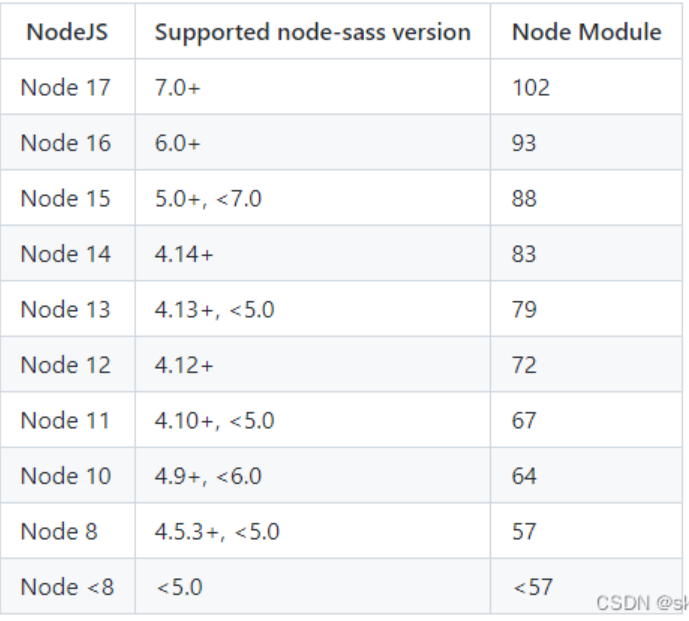 NodeJS Supported node-sass version Node Module
Node 17 7.0+ 102
Node 16 6.0+ 93
Node 15 5.0+, <7.0 88
Node 14 4.14+ 83
Node 13 4.13+, <5.0 79
Node 12 4.12+ 72
Node 11 4.10+, <5.0 67
Node 10 4.9+, <6.0 64
Node 8 4.5.3+, <5.0 57
Node <8 <5.0 <57
CSDN